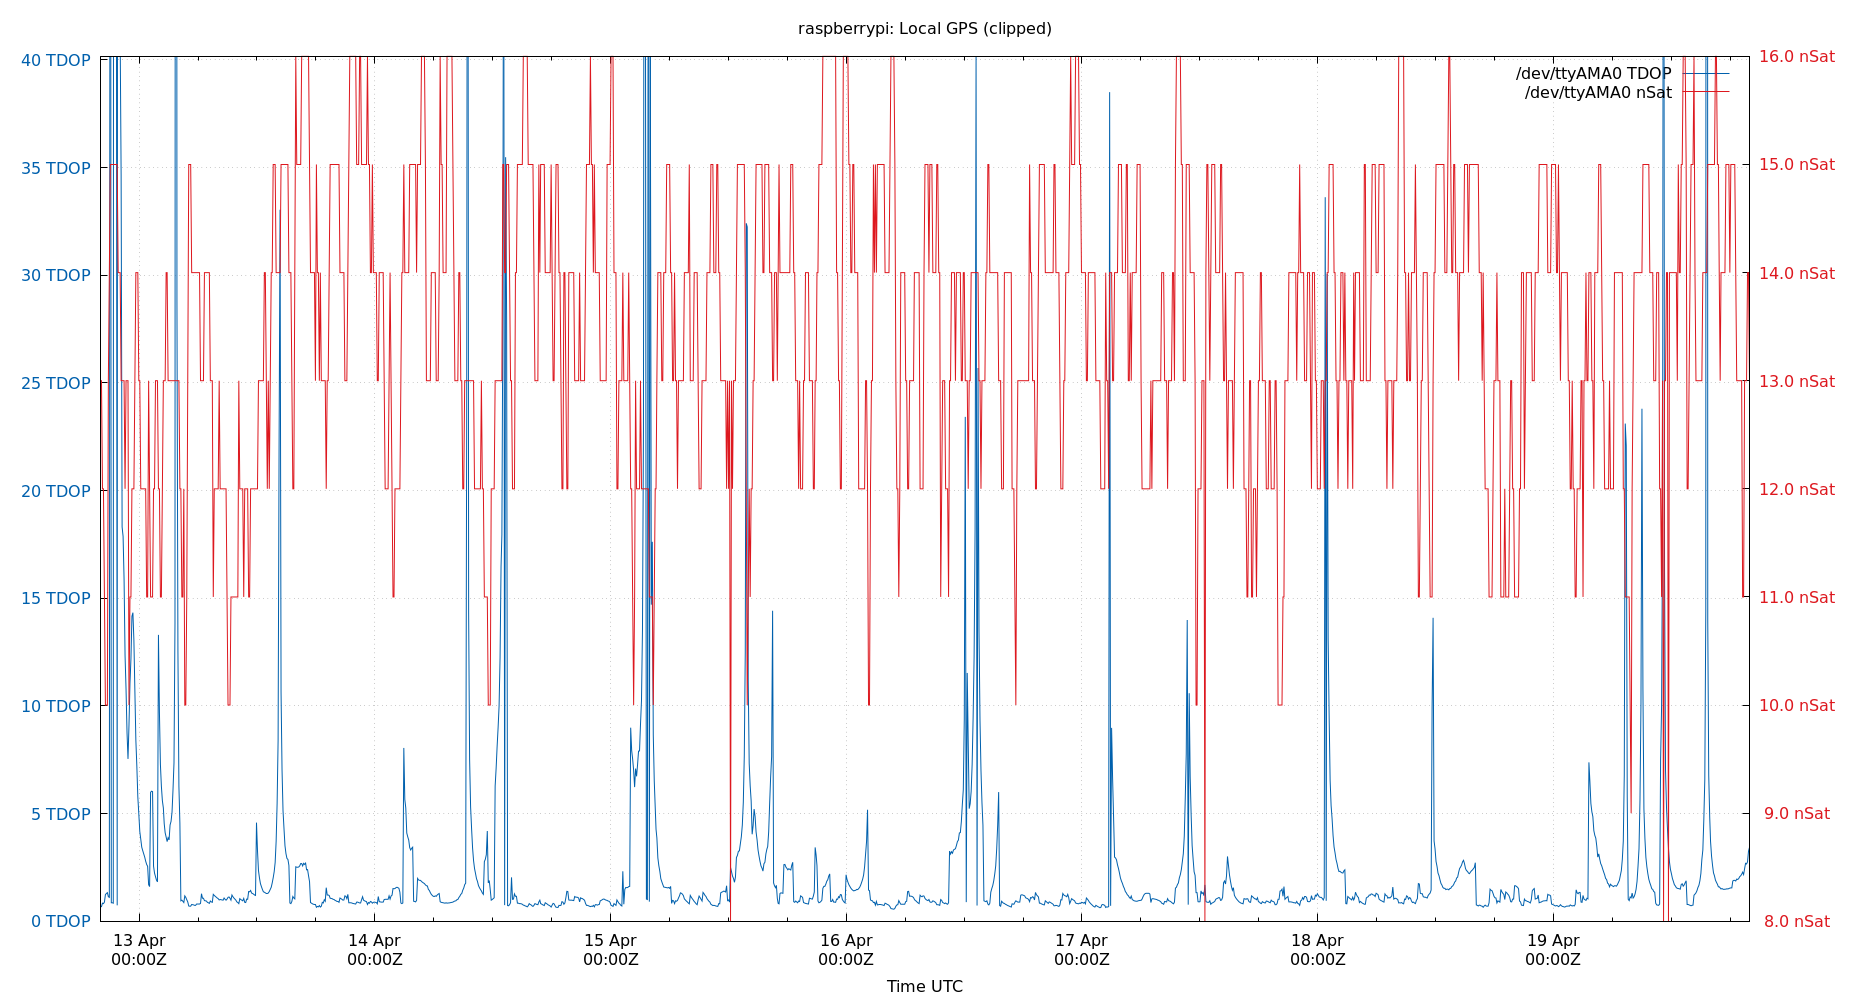 raspberrypi: Local GPS (clipped)
40 TDOP
35 TDOP
30 TDOP
25 TDOP
20 TDOP
15 TDOP
10 TDOP
5 TDOP
0 TDOP
16.0 nSat
15.0 nSat
14.0 nSat
13.0 nSat
12.0 nSat
11.0 nSat
10.0 nSat
9.0 nSat
8.0 nSat
/dev/ttyAMA0 TDOP
/dev/ttyAMA0 nSat
13 Apr 14 Apr 15 Apr 16 Apr 17 Apr 18 Apr 19 Apr
00:00Z 00:00Z 00:00Z 00:00Z 00:00Z 00:00Z 00:00Z
Time UTC